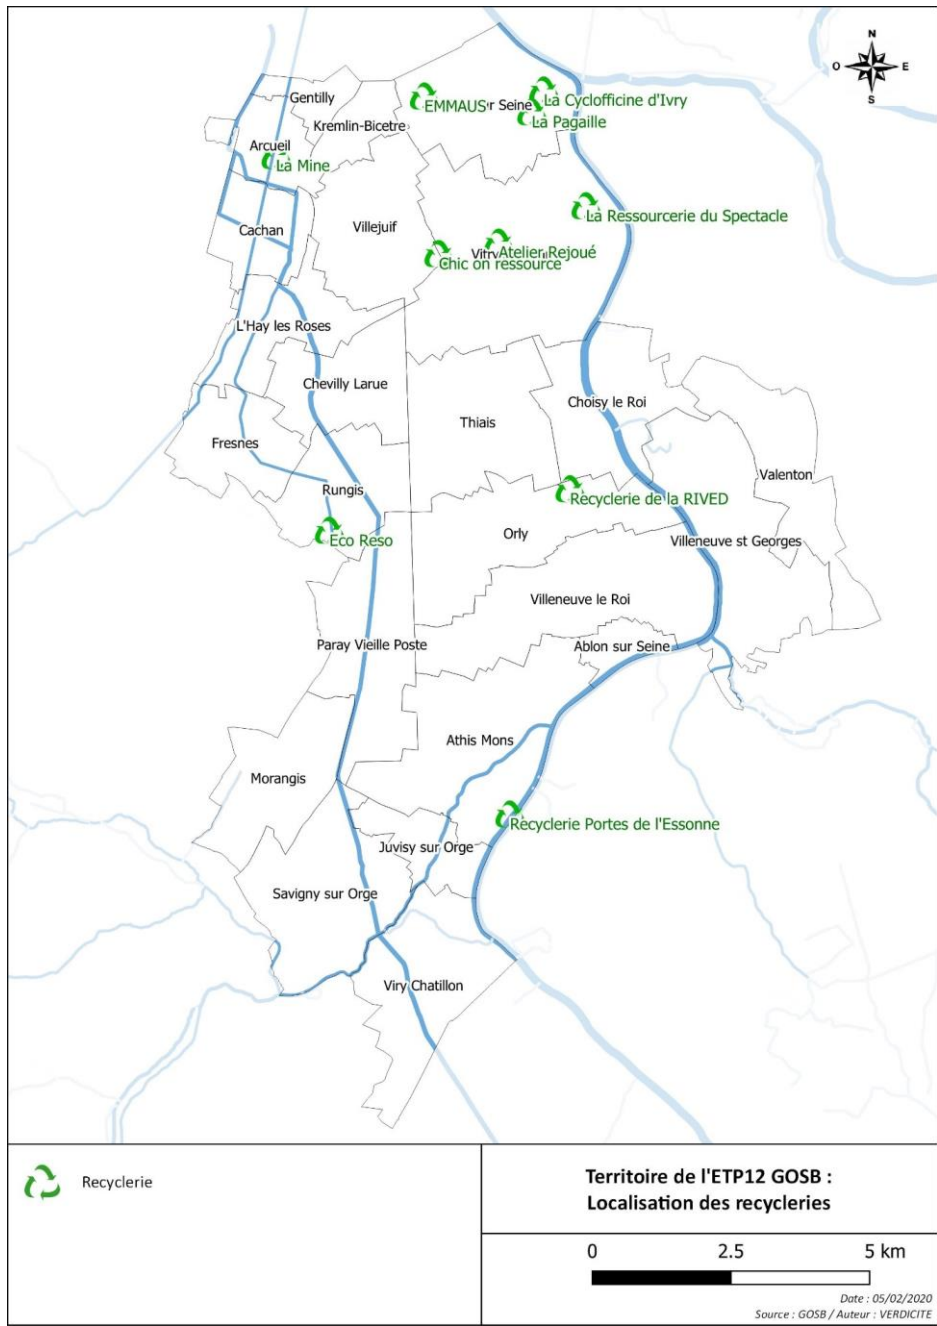 N
O
E
S
Gentilly
EMMAUS
r Seine
La Cyclofficine d'Ivry
Kremlin-Bicetre
La Pagaille
Arcueil
La Mine
La Ressourcerie du Spectacle
Cachan
Villejuif
Atelier Rejoué
Chic on ressource
L'Hay les Roses
Chevilly Larue
Choisy le Roi
Thiais
Fresnes
Valenton
Rungis
Recyclerie de la RIVED
Eco Reso
Orly
Villeneuve st Georges
Villeneuve le Roi
Paray Vieille Poste
Ablon sur Seine
Athis Mons
Morangis
Recyclerie Portes de l'Essonne
Juvisy sur Orge
Savigny sur Orge
Viry Chatillon
Recyclerie
Territoire de l'ETP12 GOSB :
Localisation des recycleries
0 2.5 5 km
Date : 05/02/2020
Source : GOSB / Auteur : VERDICITE